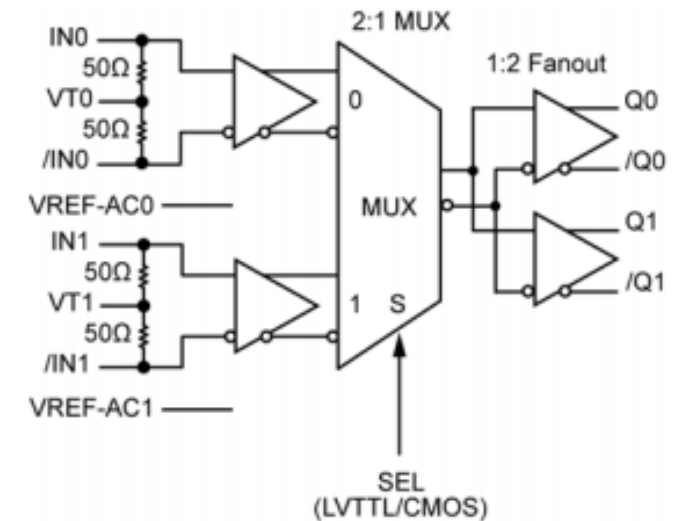 2:1 MUX
IN0
50Ω
VT0
50Ω
/IN0
0
1:2 Fanout
Q0
/Q0
VREF-AC0
MUX
IN1
50Ω
VT1
50Ω
/IN1
1 S
Q1
/Q1
VREF-AC1
SEL
(LVTTL/CMOS)